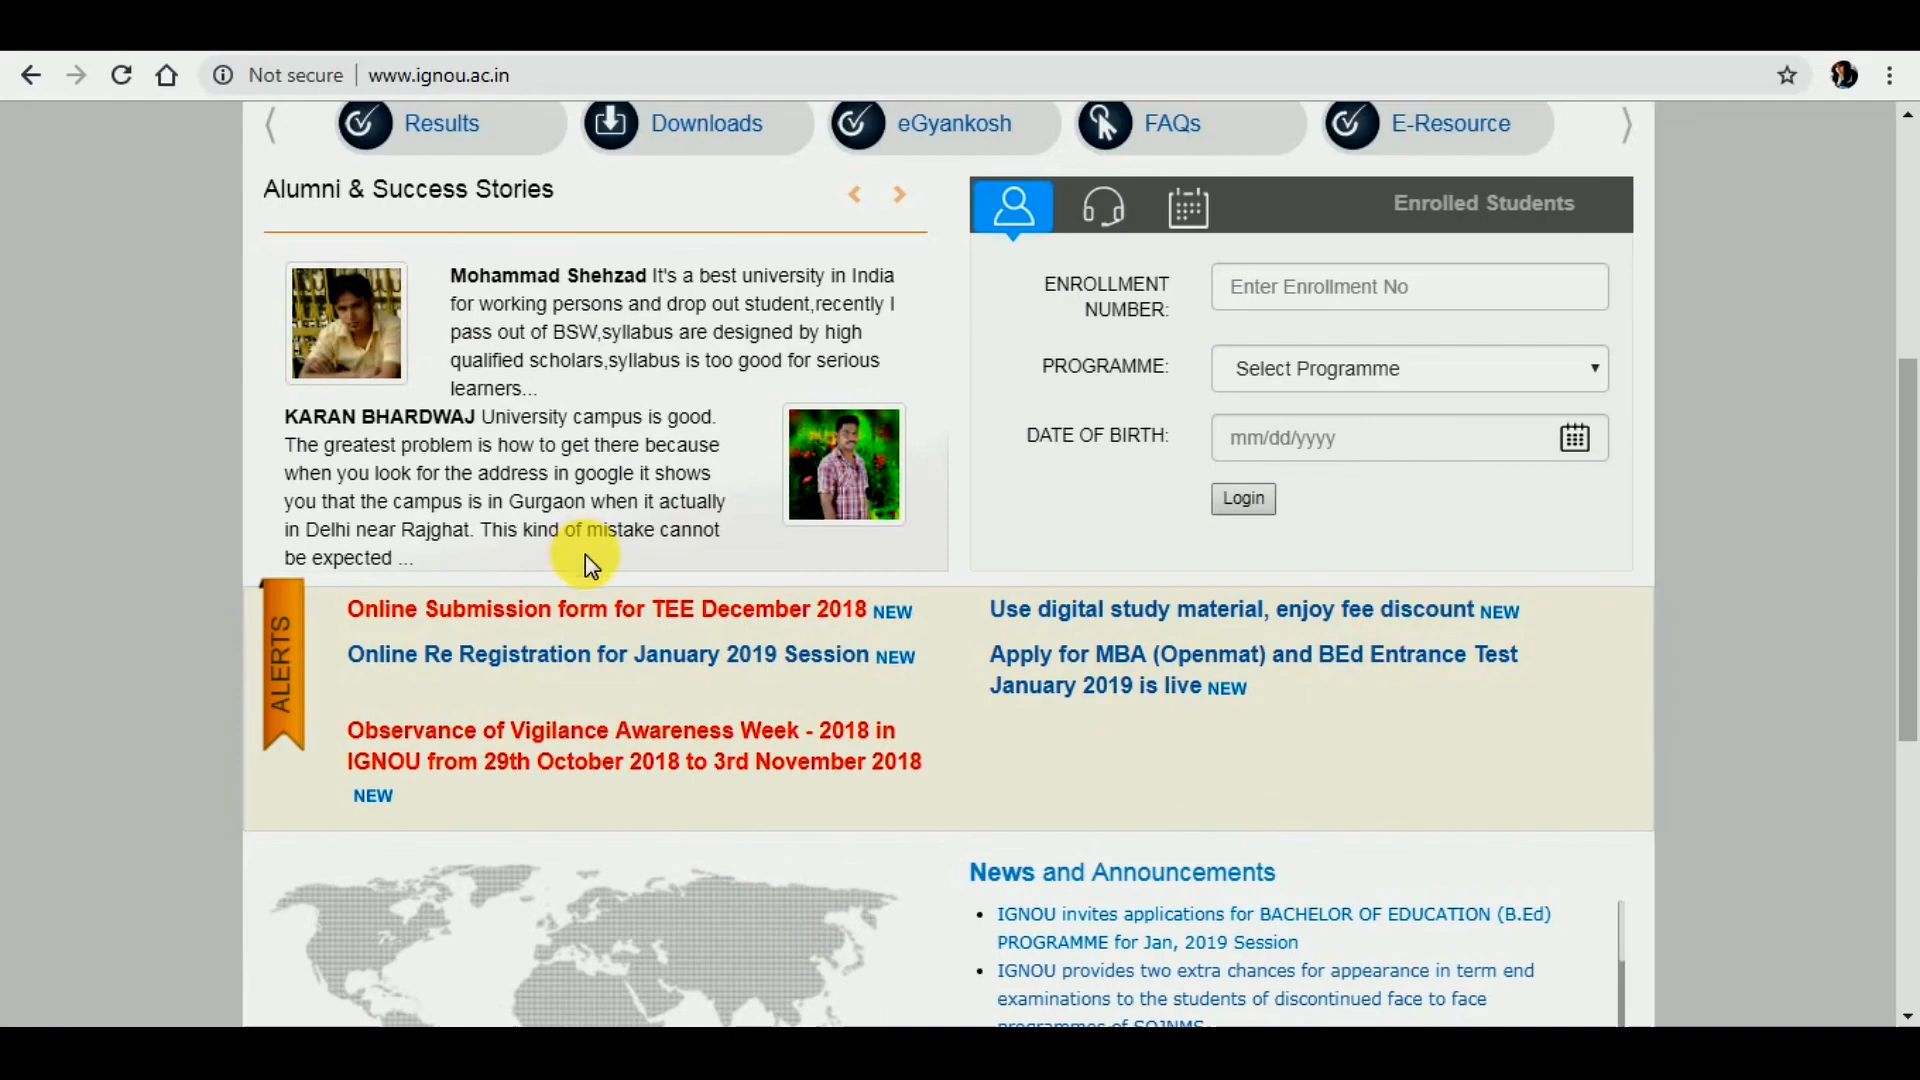 Not secure | www.ignou.ac.in
Results
Downloads
eGyankosh
FAQs
E-Resource
Alumni & Success Stories
Mohammad Shehzad It's a best university in India
for working persons and drop out student,recently I
pass out of BSW,syllabus are designed by high
qualified scholars,syllabus is too good for serious
learners...
KARAN BHARDWAJ University campus is good.
The greatest problem is how to get there because
when you look for the address in google it shows
you that the campus is in Gurgaon when it actually
in Delhi near Rajghat. This kind of mistake cannot
be expected ...
Enrolled Students
ENROLLMENT
NUMBER:
Enter Enrollment No
PROGRAMME:
Select Programme
DATE OF BIRTH:
mm/dd/yyyy
Login
ALERTS
Online Submission form for TEE December 2018 NEW
Online Re Registration for January 2019 Session NEW
Observance of Vigilance Awareness Week - 2018 in
IGNOU from 29th October 2018 to 3rd November 2018
NEW
Use digital study material, enjoy fee discount NEW
Apply for MBA (Openmat) and BEd Entrance Test
January 2019 is live NEW
News and Announcements
• IGNOU invites applications for BACHELOR OF EDUCATION (B.Ed)
PROGRAMME for Jan, 2019 Session
• IGNOU provides two extra chances for appearance in term end
examinations to the students of discontinued face to face
programmes of SOJNMS